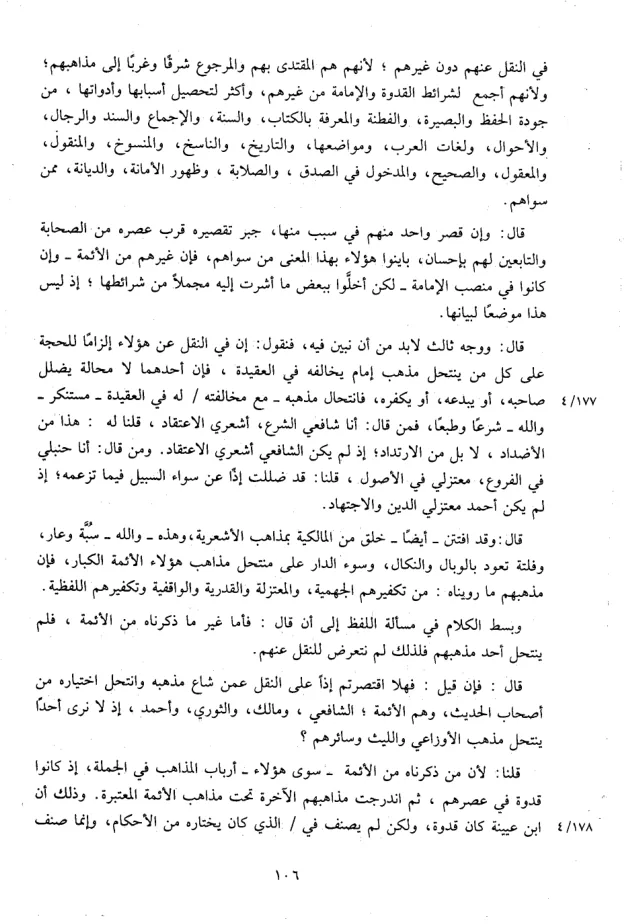 في النقل عنهم دون غيرهم ؛ لأنهم هم المقتدى بهم والمرجوع شرقًا وغربًا إلى مذاهبهم؛
ولأنهم أجمع لشرائط القدوة والإمامة من غيرهم، وأكثر لتحصيل أسبابها وأدواتها ، من
جودة الحفظ والبصيرة، والفطنة والمعرفة بالكتاب، والسنة، والإجماع والسند والرجال،
والأحوال، ولغات العرب، ومواضعها، والتاريخ، والناسخ، والمنسوخ، والمنقول،
والمعقول، والصحيح، والمدخول في الصدق ، والصلابة ، وظهور الأمانة، والديانة، ممن
سواهم.
قال: وإن قصر واحد منهم في سبب منها، جبر تقصيره قرب عصره من الصحابة
والتابعين لهم بإحسان، باينوا هؤلاء بهذا المعنى من سواهم، فإن غيرهم من الأئمة ـ وإن
كانوا في منصب الإمامة ـ لكن أخلُّوا ببعض ما أشرت إليه مجملاً من شرائطها ؛ إذ ليس
هذا موضعًا لبيانها.
قال: ووجه ثالث لابد من أن نبين فيه، فنقول: إن في النقل عن هؤلاء إلزامًا للحجة
على كل من ينتحل مذهب إمام يخالفه في العقيدة ، فإن أحدهما لا محالة يضلل
صاحبه، أو يبدعه، أو يكفره، فانتحال مذهبه ـ مع مخالفته / له في العقيدة ـ مستنكر ـ ٤/١٧٧
والله ـ شرعًا وطبعًا، فمن قال: أنا شافعي الشرع، أشعري الاعتقاد ، قلنا له : هذا من
الأضداد ، لا بل من الارتداد؛ إذ لم يكن الشافعي أشعري الاعتقاد. ومن قال: أنا حنبلي
في الفروع، معتزلي في الأصول ، قلنا: قد ضللت إذًا عن سواء السبيل فيما تزعمه؛ إذ
لم يكن أحمد معتزلي الدين والاجتهاد.
قال:وقد افتتن ـ أيضًا ـ خلق من المالكية بمذاهب الأشعرية،وهذه ـ والله ـ سُبَّة وعار،
وفلتة تعود بالوبال والنكال، وسوء الدار على منتحل مذاهب هؤلاء الأئمة الكبار، فإن
مذهبهم ما رويناه : من تكفيرهم الجهمية، والمعتزلة والقدرية والواقفية وتكفيرهم اللفظية.
وبسط الكلام في مسألة اللفظ إلى أن قال : فأما غير ما ذكرناه من الأئمة ، فلم
ينتحل أحد مذهبهم فلذلك لم نتعرض للنقل عنهم.
قال : فإن قيل : فهلا اقتصرتم إذاً على النقل عمن شاع مذهبه وانتحل اختياره من
أصحاب الحديث، وهم الأئمة ؛ الشافعي ، ومالك، والثوري، وأحمد ، إذ لا نرى أحدًا
ينتحل مذهب الأوزاعي والليث وسائرهم ؟
قلنا: لأن من ذكرناه من الأئمة ـ سوى هؤلاء ـ أرباب المذاهب في الجملة، إذ كانوا
قدوة في عصرهم ، ثم اندرجت مذاهبهم الآخرة تحت مذاهب الأئمة المعتبرة. وذلك أن
ابن عيينة كان قدوة، ولكن لم يصنف في / الذي كان يختاره من الأحكام، وإنما صنف ٤/١٧٨
١٠٦